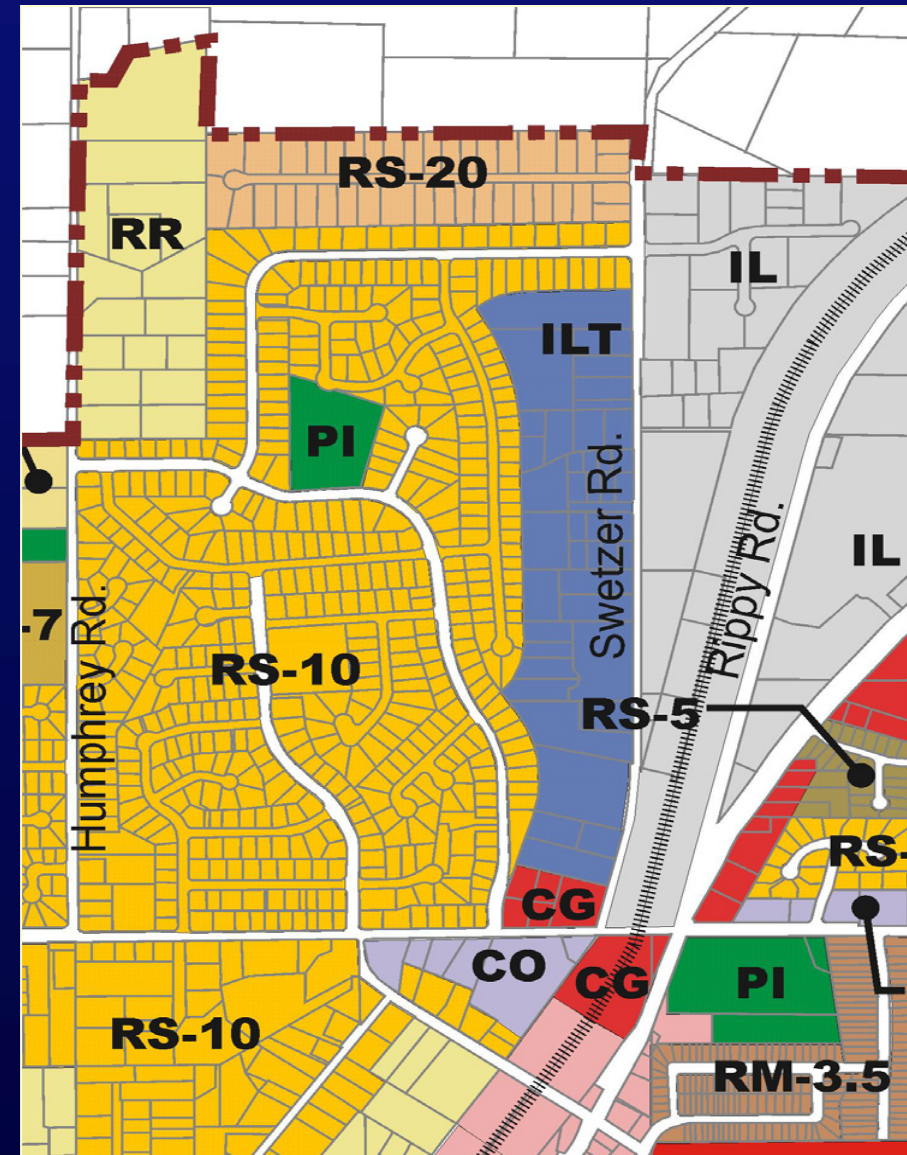 RS-20
RR
IL
ILT
PI
Swetzer Rd.
Rippy Rd.
IL
Humphrey Rd.
-7
RS-10
RS-5
RS-
CG
CO
CG
PI
RS-10
RM-3.5